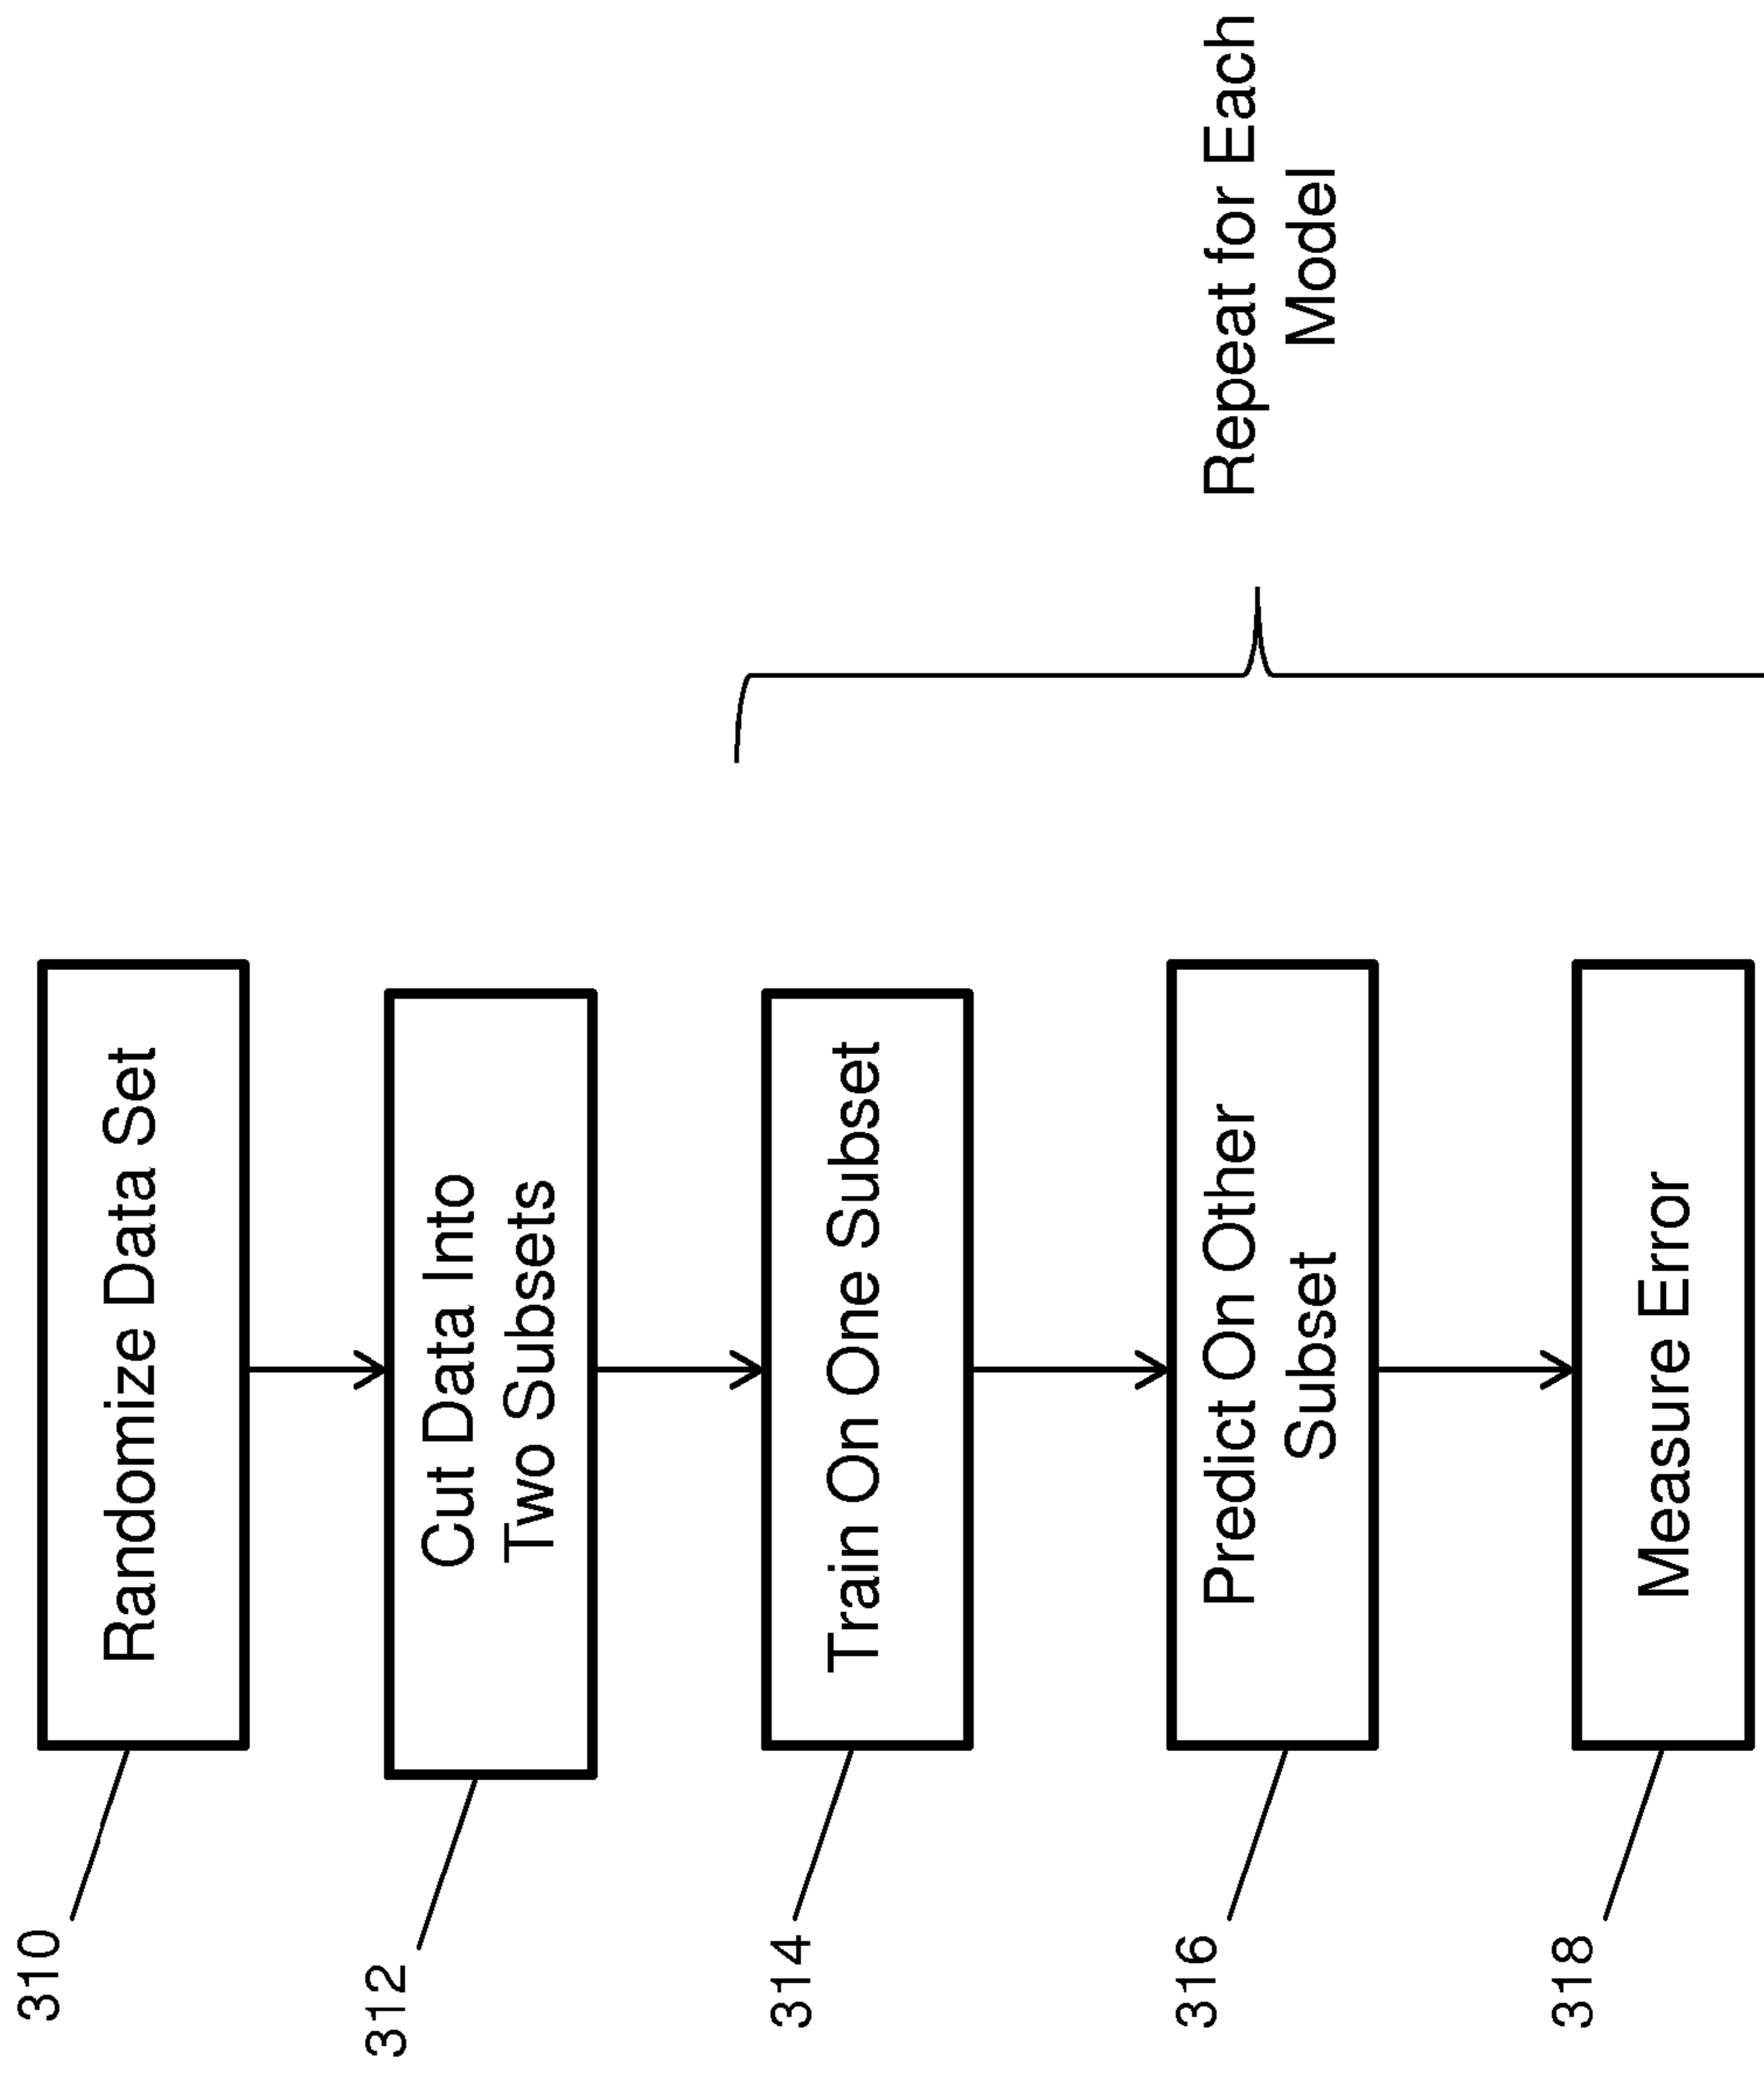 310
Randomize Data Set
312
Cut Data Into
Two Subsets
314
Train On One Subset
316
Predict On Other
Subset
318
Measure Error
Repeat for Each
Model